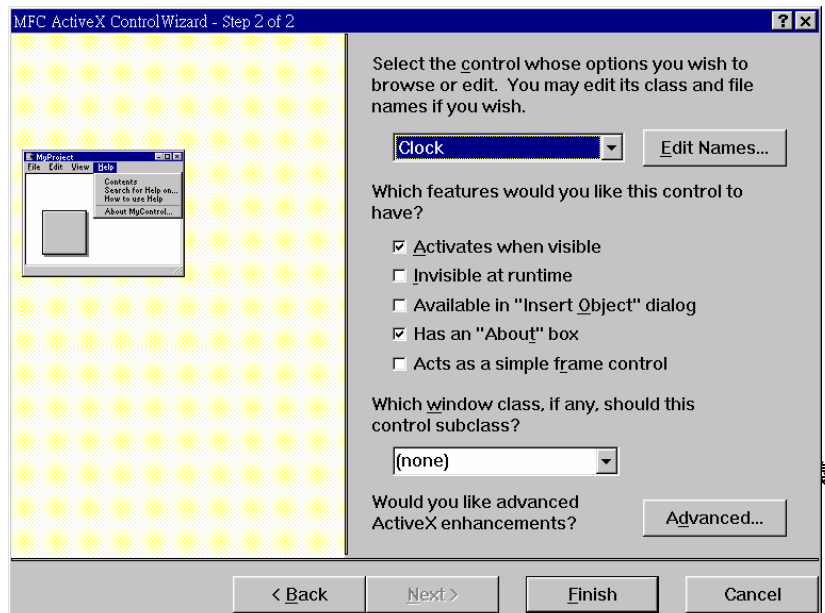 MFC ActiveX ControlWizard - Step 2 of 2
Select the control whose options you wish to
browse or edit. You may edit its class and file
names if you wish.
Clock
Edit Names...
MyProject
File Edit View Help
Contents
Search for Help on...
How to use Help
About MyControl...
Which features would you like this control to
have?
Activates when visible
Invisible at runtime
Available in "Insert Object" dialog
Has an "About" box
Acts as a simple frame control
Which window class, if any, should this
control subclass?
(none)
Would you like advanced
ActiveX enhancements?
Advanced...
< Back
Next >
Finish
Cancel